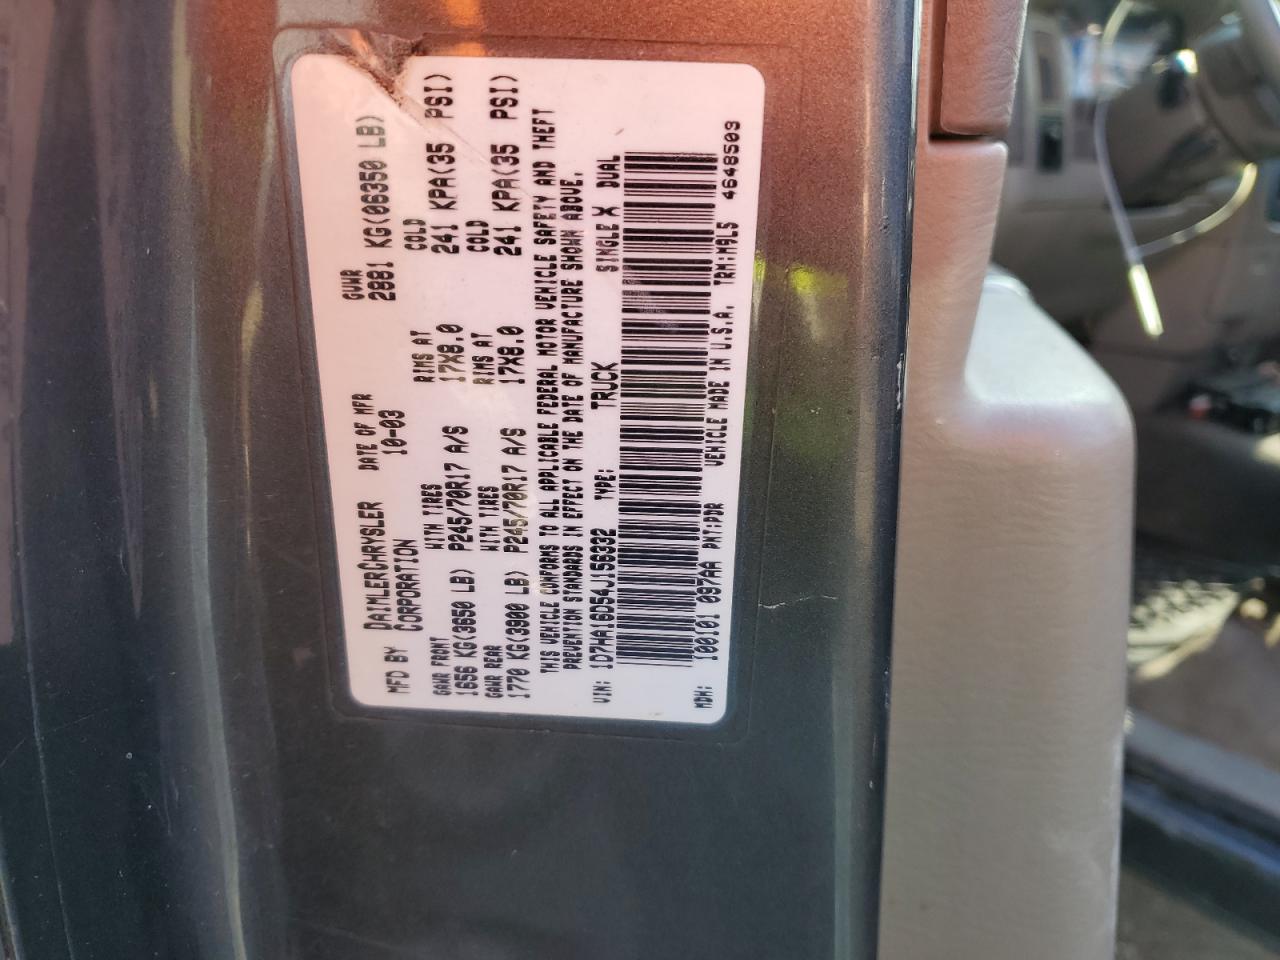 MFD BY DAIMLERCHRYSLER CORPORATION DATE OF MFR 10-03 GVWR 2881 KG(06350 LB)
GAWR FRONT WITH TIRES RIMS AT COLD
1656 KG(3650 LB) P245/70R17 A/S 17X8.0 241 KPA(35 PSI)
GAWR REAR WITH TIRES RIMS AT COLD
1770 KG(3900 LB) P245/70R17 A/S 17X8.0 241 KPA(35 PSI)
THIS VEHICLE CONFORMS TO ALL APPLICABLE FEDERAL MOTOR VEHICLE SAFETY AND THEFT
PREVENTION STANDARDS IN EFFECT ON THE DATE OF MANUFACTURE SHOWN ABOVE.
VIN: 1D7HA16D54J156332 TYPE: TRUCK SINGLE X DUAL
MDH: 100101 097AA PNT:PDR VEHICLE MADE IN U.S.A. TRM:M9L5 4648503